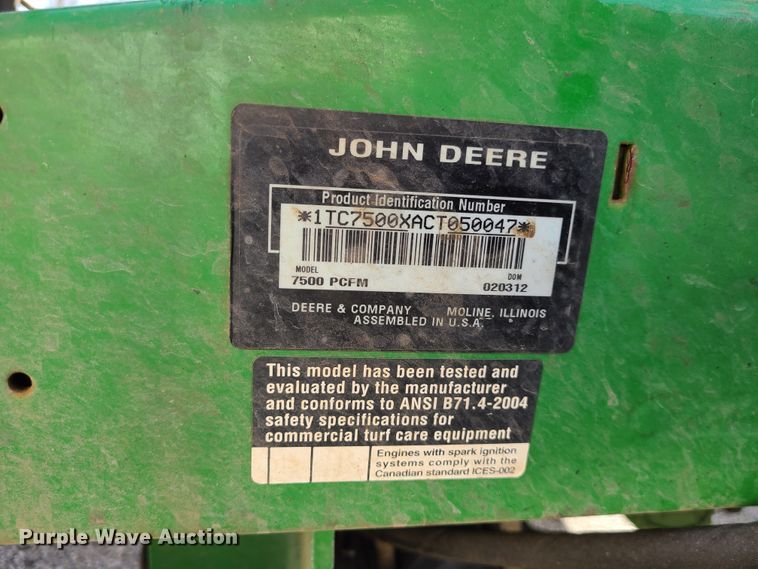 JOHN DEERE
Product Identification Number
*1TC7500XACT050047*
MODEL DOM
7500 PCFM 020312
DEERE & COMPANY MOLINE, ILLINOIS
ASSEMBLED IN U.S.A.
This model has been tested and
evaluated by the manufacturer
and conforms to ANSI B71.4-2004
safety specifications for
commercial turf care equipment
Engines with spark ignition
systems comply with the
Canadian standard ICES-002
Purple Wave Auction